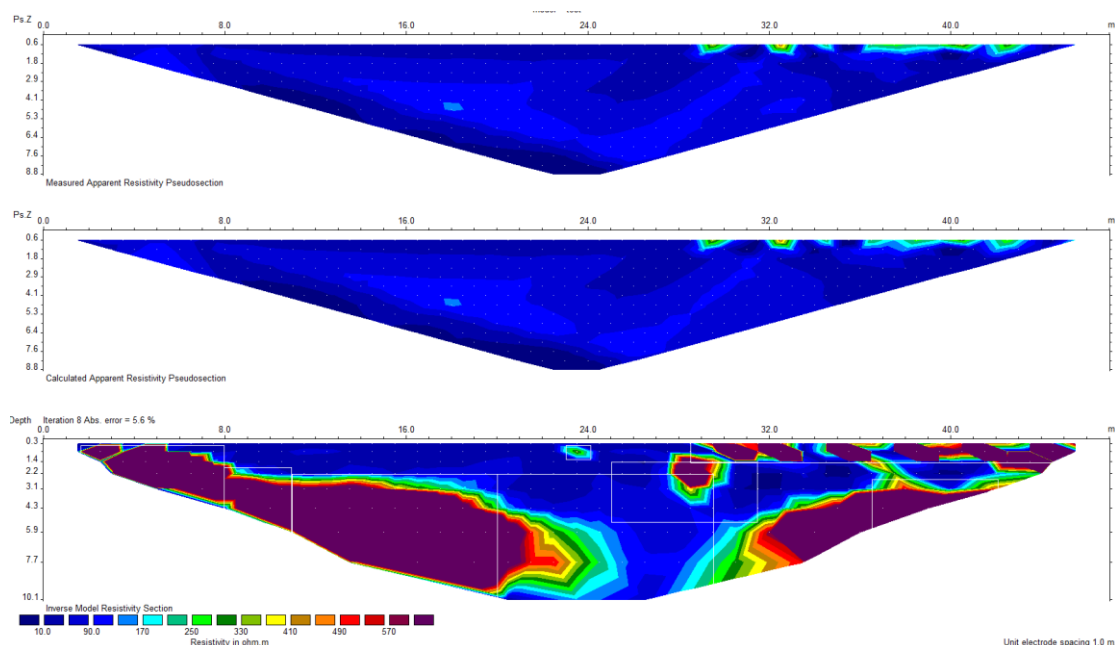 Ps.Z 0.0 8.0 16.0 24.0 32.0 40.0 m
0.6
1.8
2.9
4.1
5.3
6.4
7.6
8.8
Measured Apparent Resistivity Pseudosection
Ps.Z 0.0 8.0 16.0 24.0 32.0 40.0 m
0.6
1.8
2.9
4.1
5.3
6.4
7.6
8.8
Calculated Apparent Resistivity Pseudosection
Depth Iteration 8 Abs. error = 5.6 %
0.0 8.0 16.0 24.0 32.0 40.0 m
0.3
1.4
2.2
3.1
4.3
5.9
7.7
10.1
Inverse Model Resistivity Section
10.0 90.0 170 250 330 410 490 570
Resistivity in ohm.m
Unit electrode spacing 1.0 m